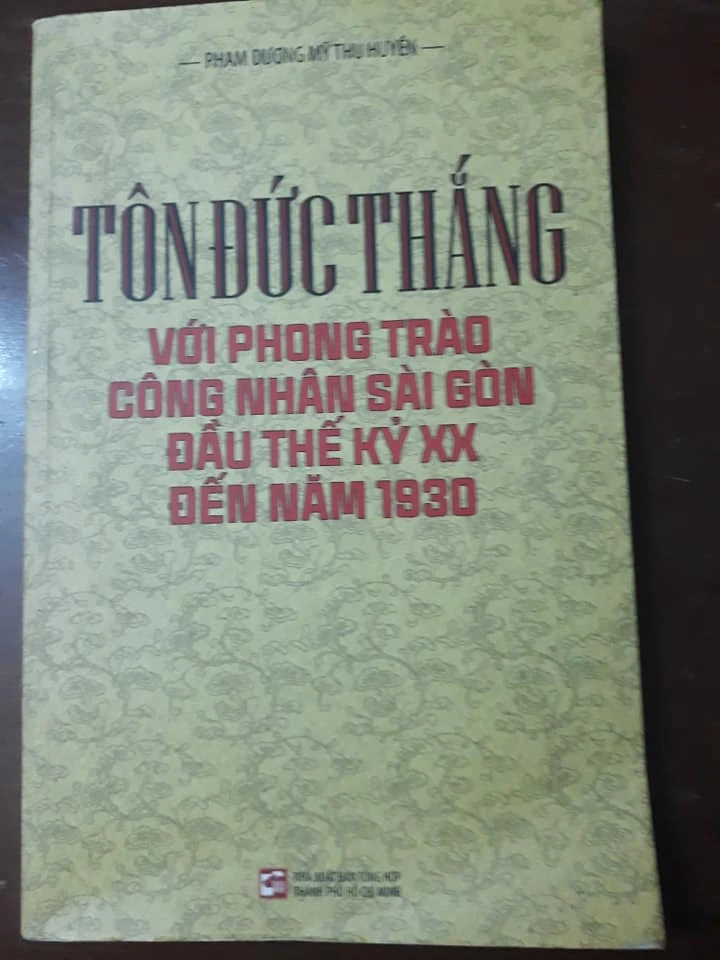 — PHẠM DƯƠNG MỸ THU HUYỀN —
TÔN ĐỨC THẮNG
VỚI PHONG TRÀO
CÔNG NHÂN SÀI GÒN
ĐẦU THẾ KỶ XX
ĐẾN NĂM 1930
NHÀ XUẤT BẢN TỔNG HỢP
THÀNH PHỐ HỒ CHÍ MINH